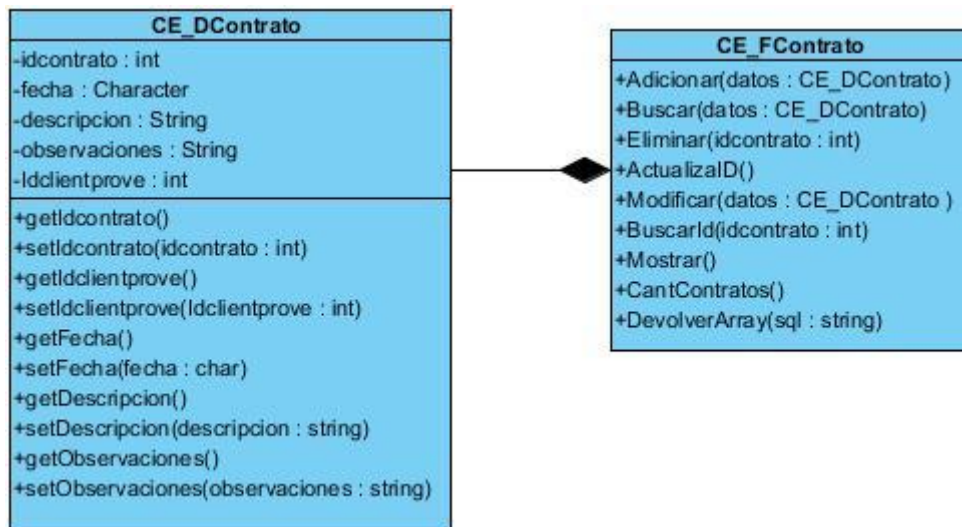 CE_DContrato
-idcontrato : int
-fecha : Character
-descripcion : String
-observaciones : String
-Idclientprove : int
+getIdcontrato()
+setIdcontrato(idcontrato : int)
+getIdclientprove()
+setIdclientprove(Idclientprove : int)
+getFecha()
+setFecha(fecha : char)
+getDescripcion()
+setDescripcion(descripcion : string)
+getObservaciones()
+setObservaciones(observaciones : string)
CE_FContrato
+Adicionar(datos : CE_DContrato)
+Buscar(datos : CE_DContrato)
+Eliminar(idcontrato : int)
+ActualizaID()
+Modificar(datos : CE_DContrato )
+BuscarId(idcontrato : int)
+Mostrar()
+CantContratos()
+DevolverArray(sql : string)